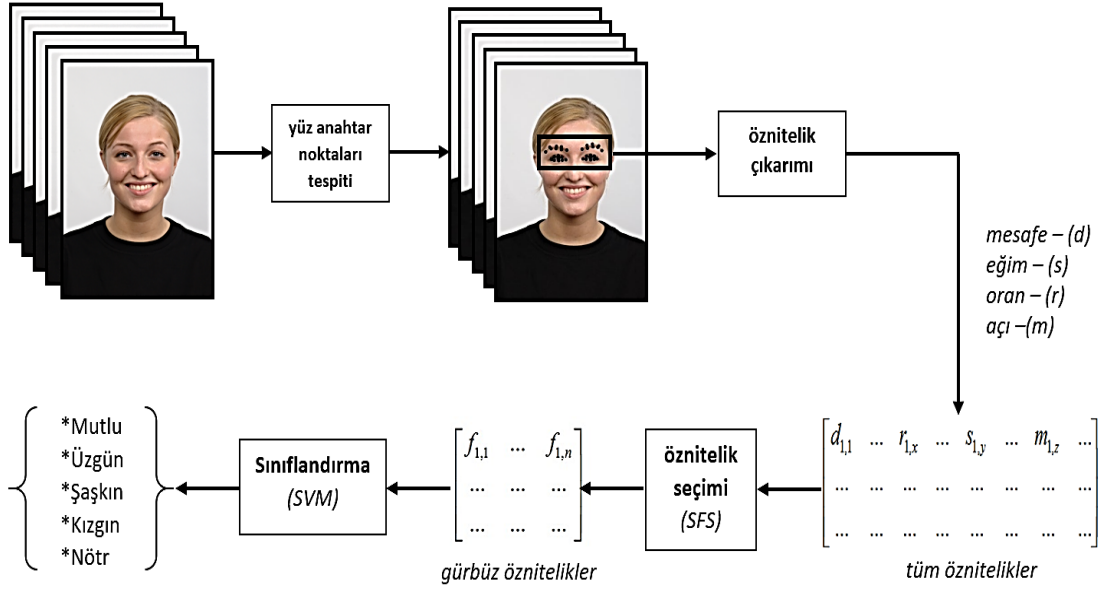 yüz anahtar
noktaları
tespiti
öznitelik
çıkarımı
mesafe – (d)
eğim – (s)
oran – (r)
açı –(m)
d1,1 ... r1,x ... s1,y ... m1,z ...
... ... ... ... ... ... ...
... ... ... ... ... ... ...
tüm öznitelikler
öznitelik
seçimi
(SFS)
f1,1 ... f1,n
... ... ...
... ... ...
gürbüz öznitelikler
Sınıflandırma
(SVM)
*Mutlu
*Üzgün
*Şaşkın
*Kızgın
*Nötr